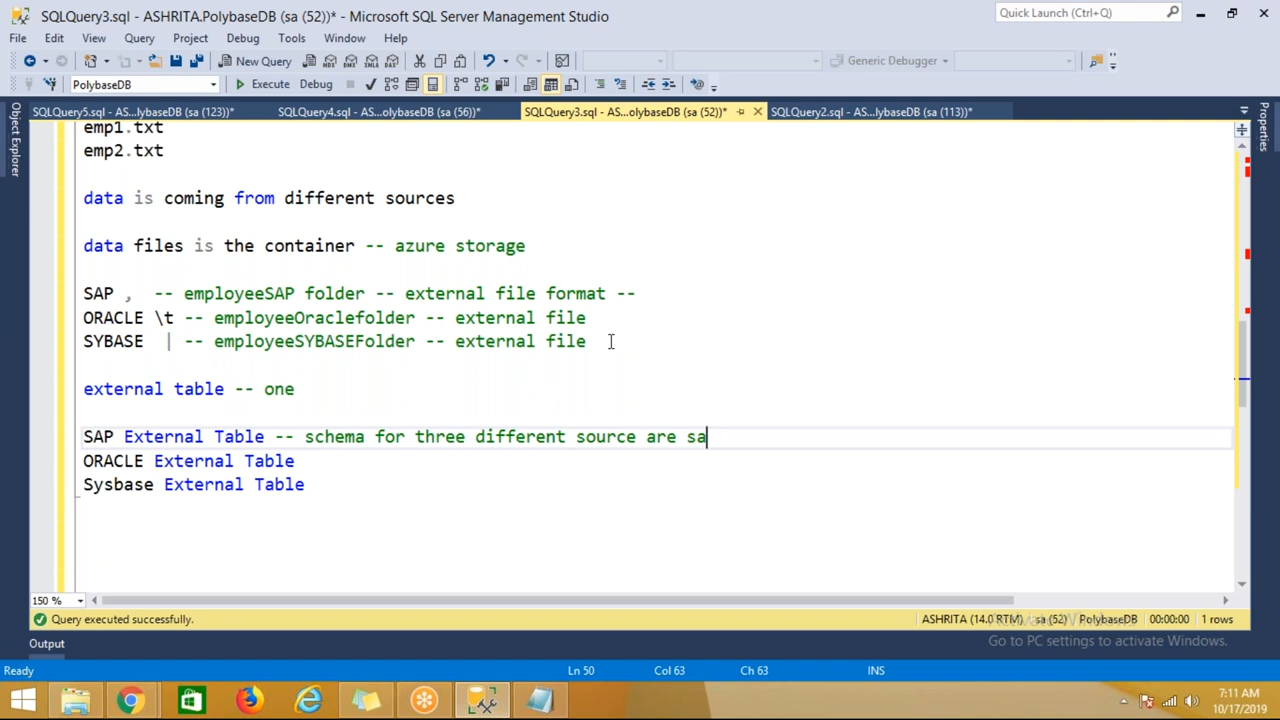 SQLQuery3.sql - ASHRITA.PolybaseDB (sa (52))* - Microsoft SQL Server Management Studio
Quick Launch (Ctrl+Q)
File Edit View Query Project Debug Tools Window Help
New Query
Generic Debugger
PolybaseDB
Execute Debug
SQLQuery5.sql - AS...lybaseDB (sa (123))*
SQLQuery4.sql - AS...olybaseDB (sa (56))*
SQLQuery3.sql - AS...olybaseDB (sa (52))*
SQLQuery2.sql - AS...lybaseDB (sa (113))*
Object Explorer
Properties
emp1.txt
emp2.txt
data is coming from different sources
data files is the container -- azure storage
SAP , -- employeeSAP folder -- external file format --
ORACLE \t -- employeeOraclefolder -- external file
SYBASE | -- employeeSYBASEFolder -- external file
external table -- one
SAP External Table -- schema for three different source are sa
ORACLE External Table
Sysbase External Table
150 %
Query executed successfully.
ASHRITA (14.0 RTM) sa (52) PolybaseDB 00:00:00 1 rows
Activate Windows
Go to PC settings to activate Windows.
Output
Ready
Ln 50 Col 63 Ch 63 INS
7:11 AM
10/17/2019